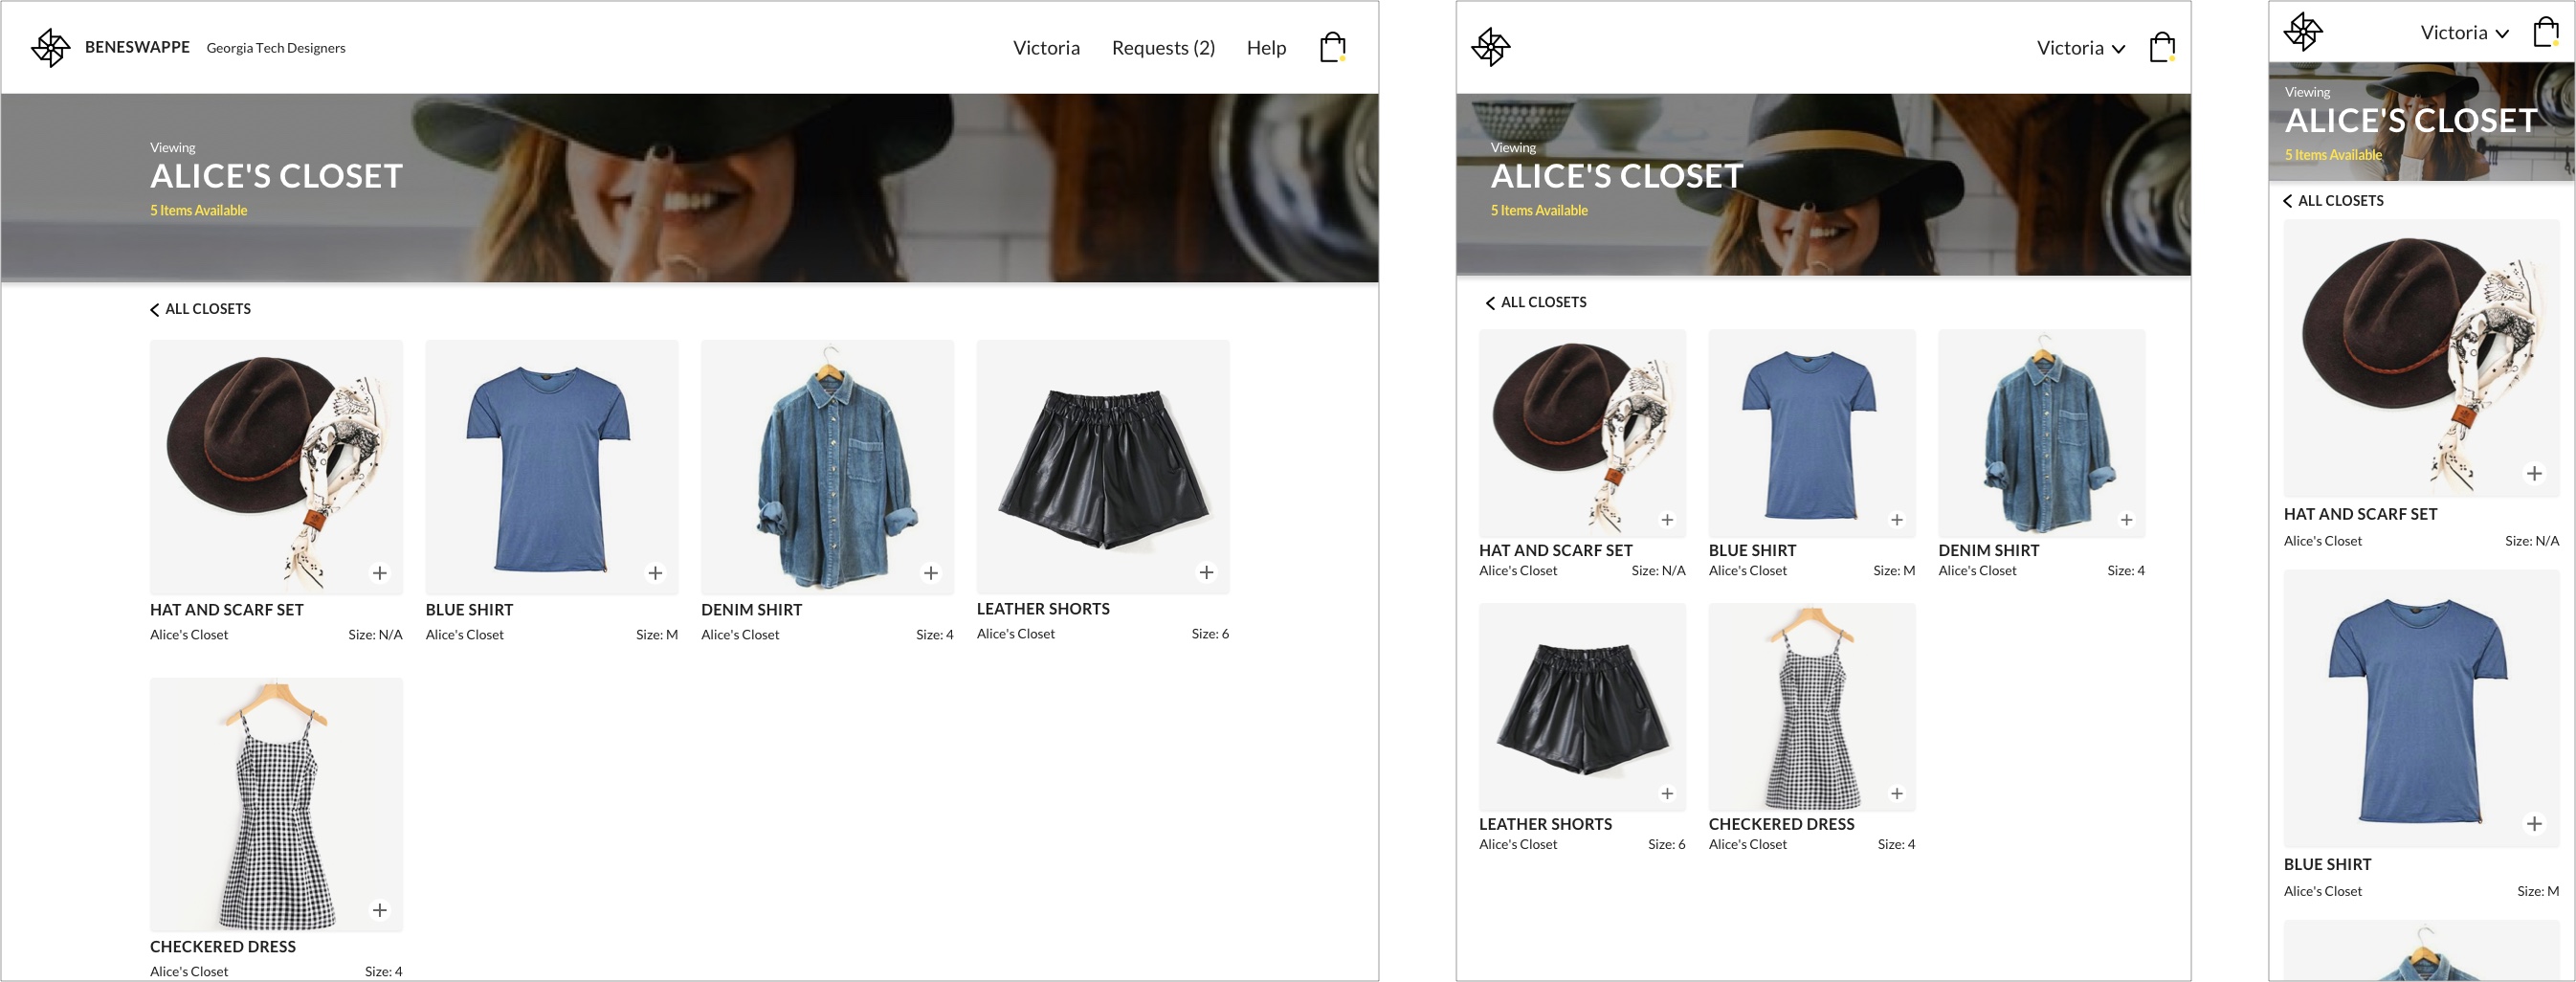 BENESWAPPE Georgia Tech Designers Victoria Requests (2) Help
Viewing
ALICE'S CLOSET
5 Items Available
ALL CLOSETS
HAT AND SCARF SET
Alice's Closet Size: N/A
BLUE SHIRT
Alice's Closet Size: M
DENIM SHIRT
Alice's Closet Size: 4
LEATHER SHORTS
Alice's Closet Size: 6
CHECKERED DRESS
Alice's Closet Size: 4
Victoria
Viewing
ALICE'S CLOSET
5 Items Available
ALL CLOSETS
HAT AND SCARF SET
Alice's Closet Size: N/A
BLUE SHIRT
Alice's Closet Size: M
DENIM SHIRT
Alice's Closet Size: 4
LEATHER SHORTS
Alice's Closet Size: 6
CHECKERED DRESS
Alice's Closet Size: 4
Victoria
Viewing
ALICE'S CLOSET
5 Items Available
ALL CLOSETS
HAT AND SCARF SET
Alice's Closet Size: N/A
BLUE SHIRT
Alice's Closet Size: M